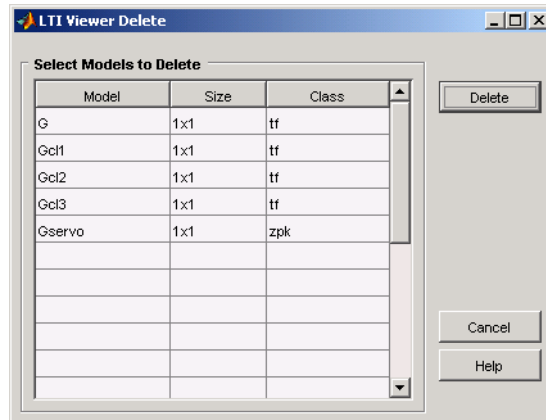 LTI Viewer Delete
Select Models to Delete
Model Size Class
G 1x1 tf
Gcl1 1x1 tf
Gcl2 1x1 tf
Gcl3 1x1 tf
Gservo 1x1 zpk
Delete
Cancel
Help